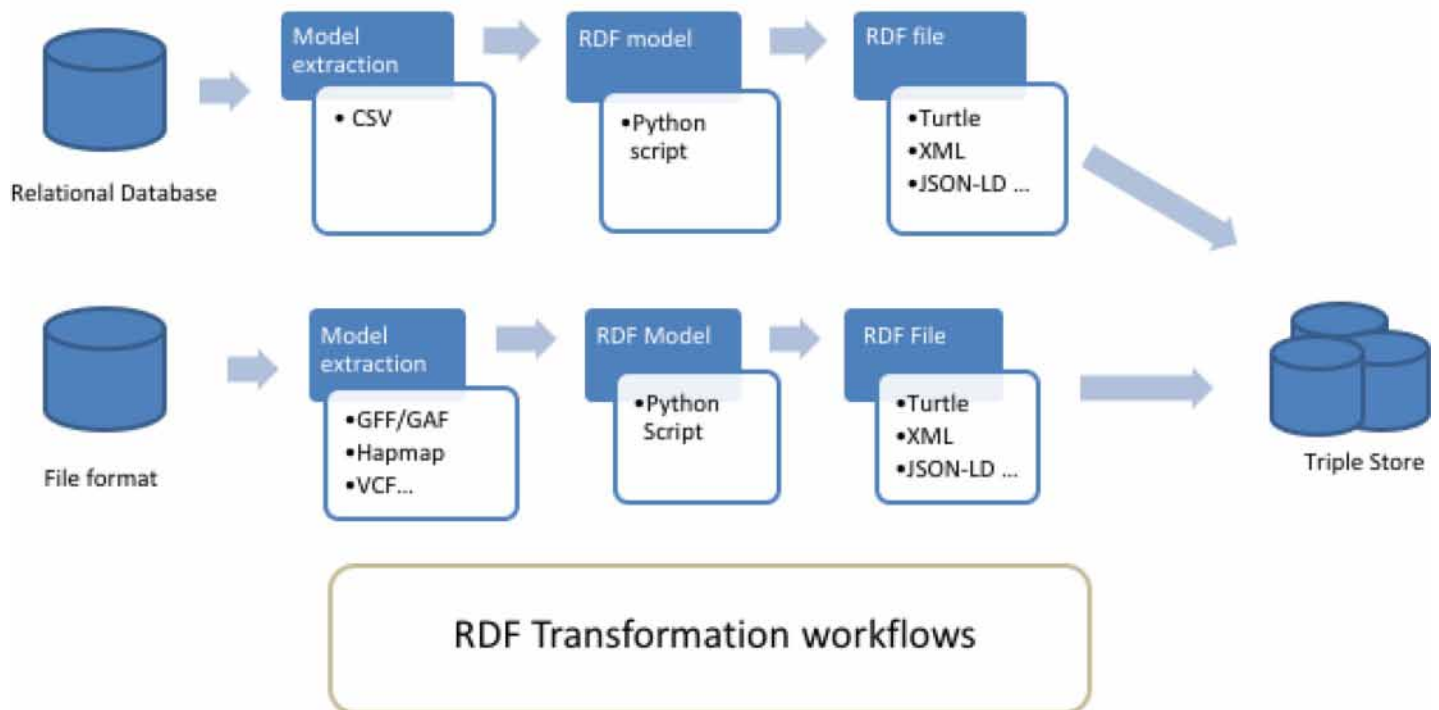 Model
extraction
RDF model
RDF file
• CSV
•Python
script
•Turtle
•XML
•JSON-LD ...
Relational Database
Model
extraction
RDF Model
RDF File
•GFF/GAF
•Hapmap
•VCF...
•Python
Script
•Turtle
•XML
•JSON-LD ...
File format
Triple Store
RDF Transformation workflows